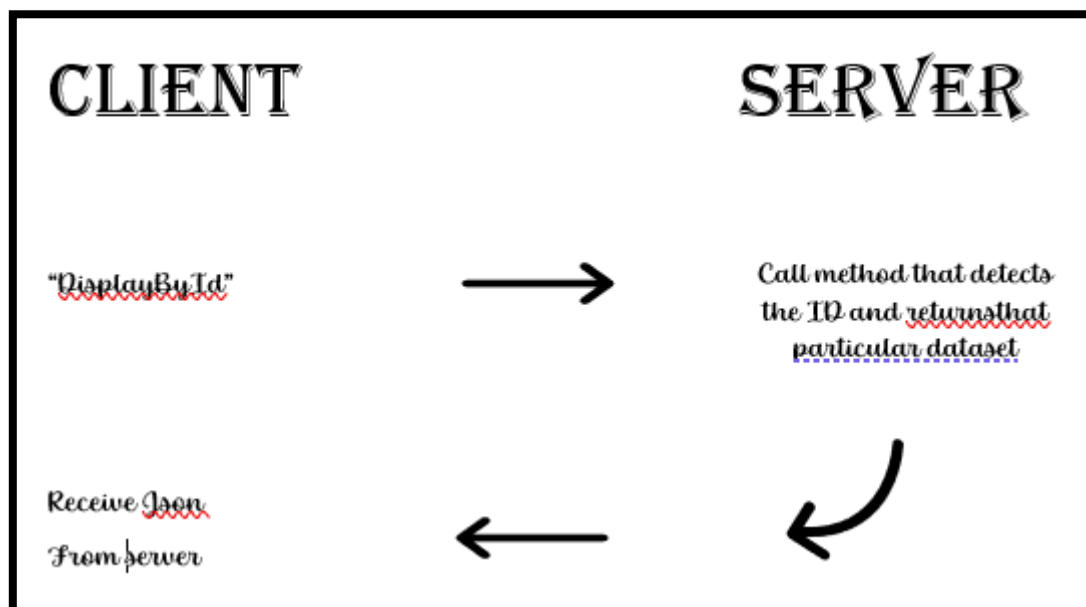 CLIENT
SERVER
“DisplayById”
Call method that detects
the ID and returnsthat
particular dataset
Receive Json
From server